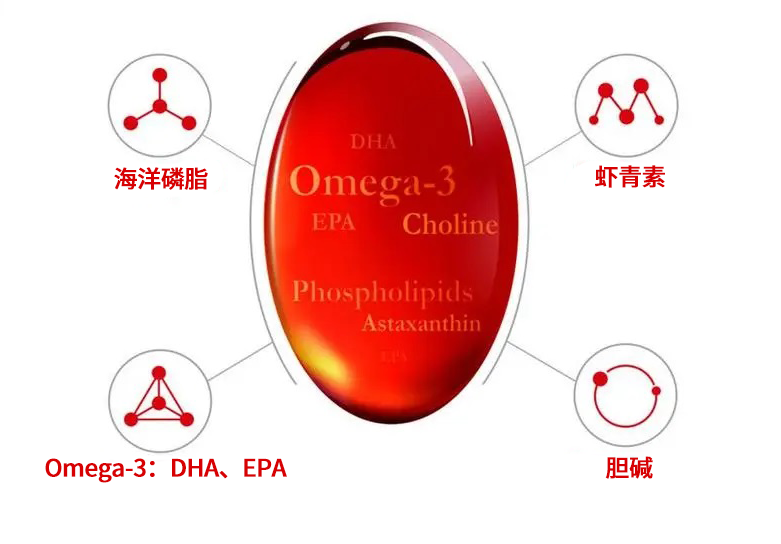 海洋磷脂
虾青素
DHA
Omega-3
EPA
Choline
Phospholipids
Astaxanthin
EPA
Omega-3：DHA、EPA
胆碱